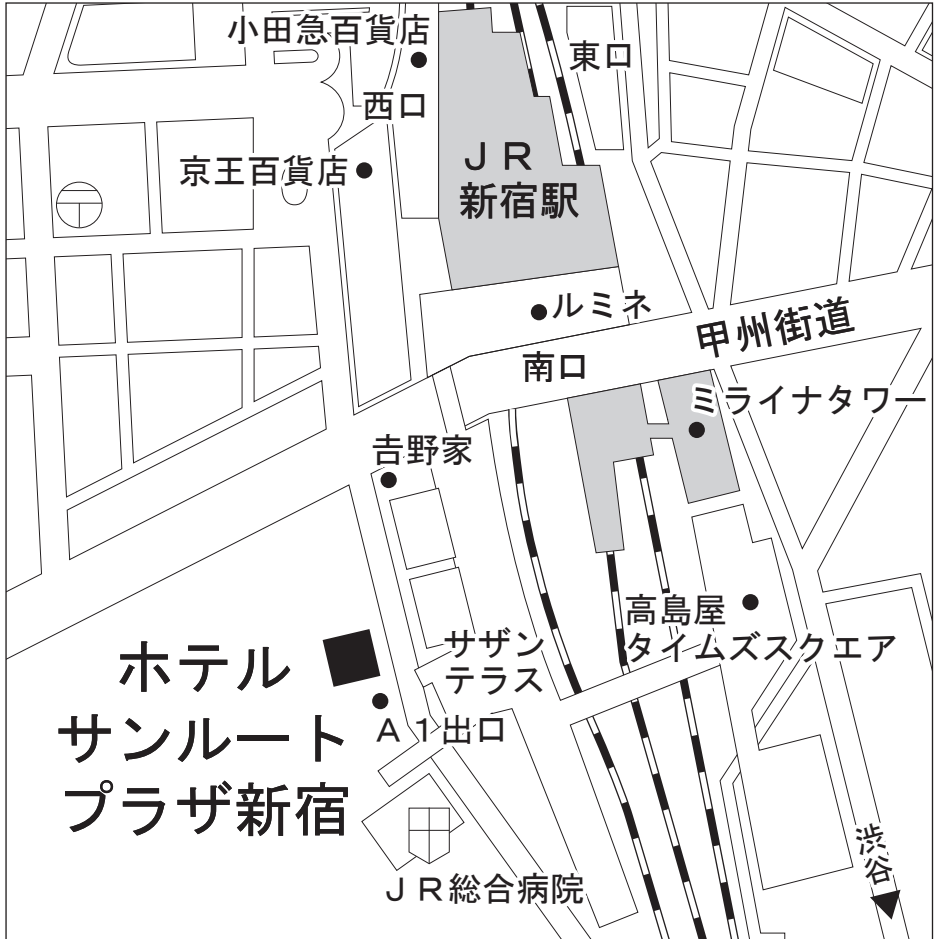 小田急百貨店
東口
西口
京王百貨店
ＪＲ
新宿駅
ルミネ
甲州街道
南口
ミライナタワー
𠮷野家
高島屋
タイムズスクエア
サザン
テラス
ホテル
サンルート
プラザ新宿
Ａ１出口
渋谷
ＪＲ総合病院